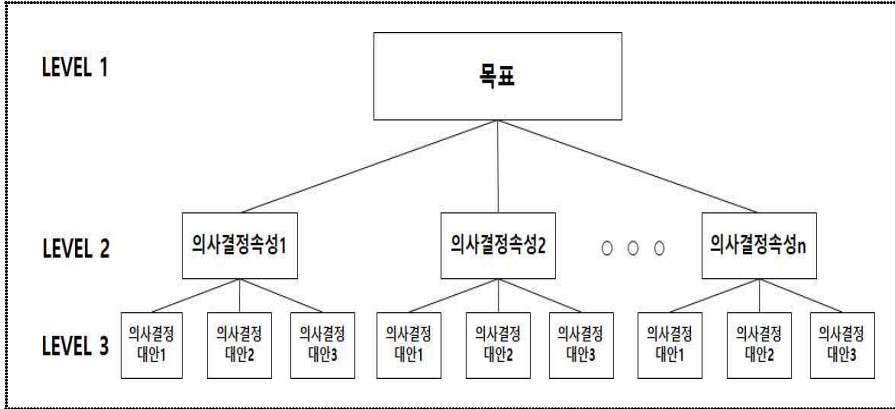 LEVEL 1
목표
LEVEL 2
의사결정속성1
의사결정속성2
○ ○ ○
의사결정속성n
LEVEL 3
의사결정
대안1
의사결정
대안2
의사결정
대안3
의사결정
대안1
의사결정
대안2
의사결정
대안3
의사결정
대안1
의사결정
대안2
의사결정
대안3